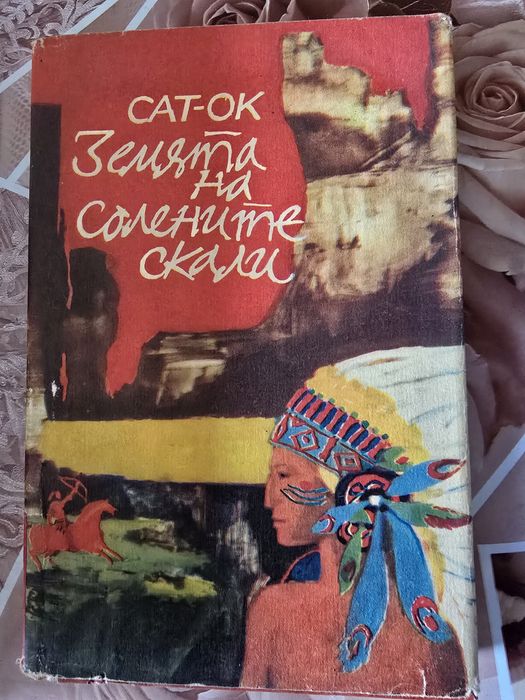 САТ-ОК
Земята
на
Солените
скали